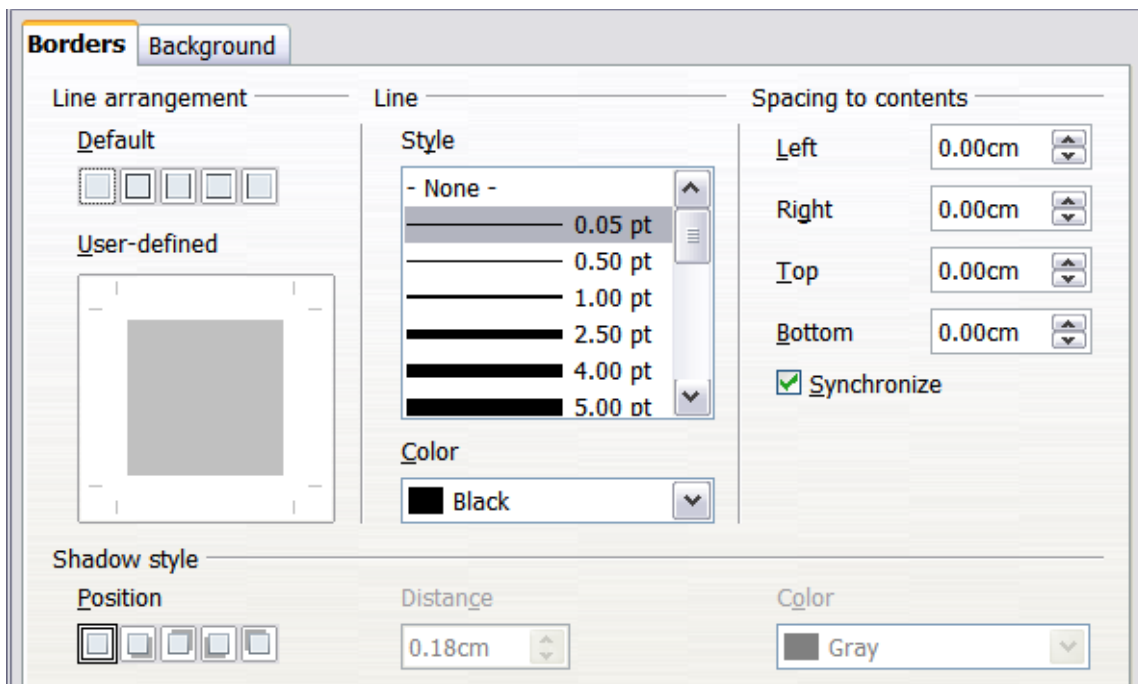 Borders Background
Line arrangement
Default
User-defined
Line
Style
- None -
0.05 pt
0.50 pt
1.00 pt
2.50 pt
4.00 pt
5.00 pt
Color
Black
Spacing to contents
Left 0.00cm
Right 0.00cm
Top 0.00cm
Bottom 0.00cm
Synchronize
Shadow style
Position
Distance
0.18cm
Color
Gray